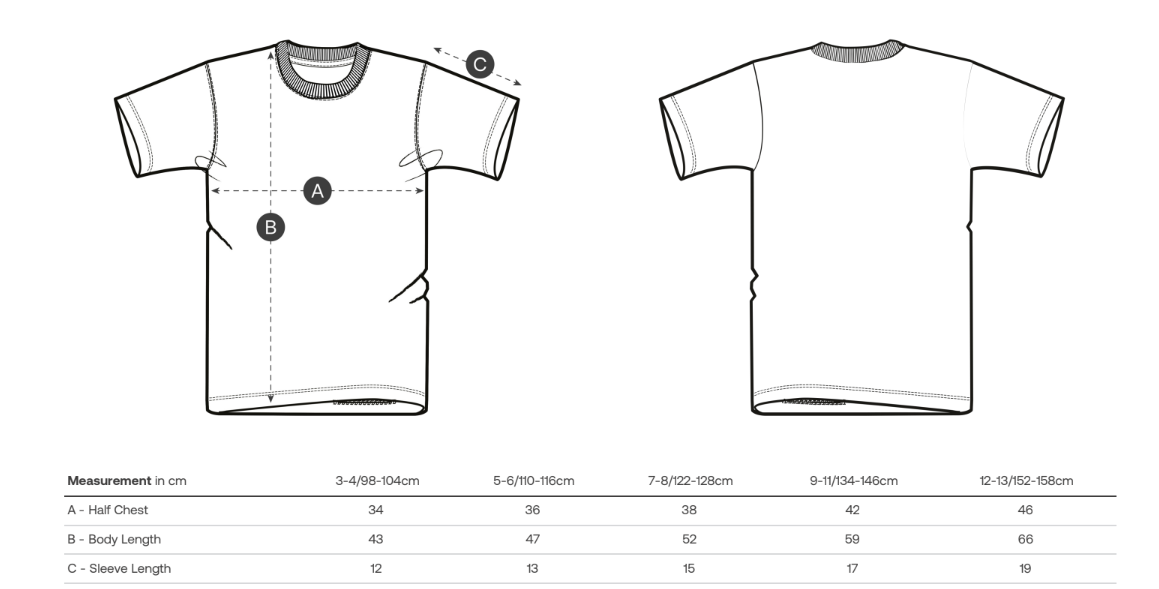 C
A
B
Measurement in cm 3-4/98-104cm 5-6/110-116cm 7-8/122-128cm 9-11/134-146cm 12-13/152-158cm
A - Half Chest 34 36 38 42 46
B - Body Length 43 47 52 59 66
C - Sleeve Length 12 13 15 17 19